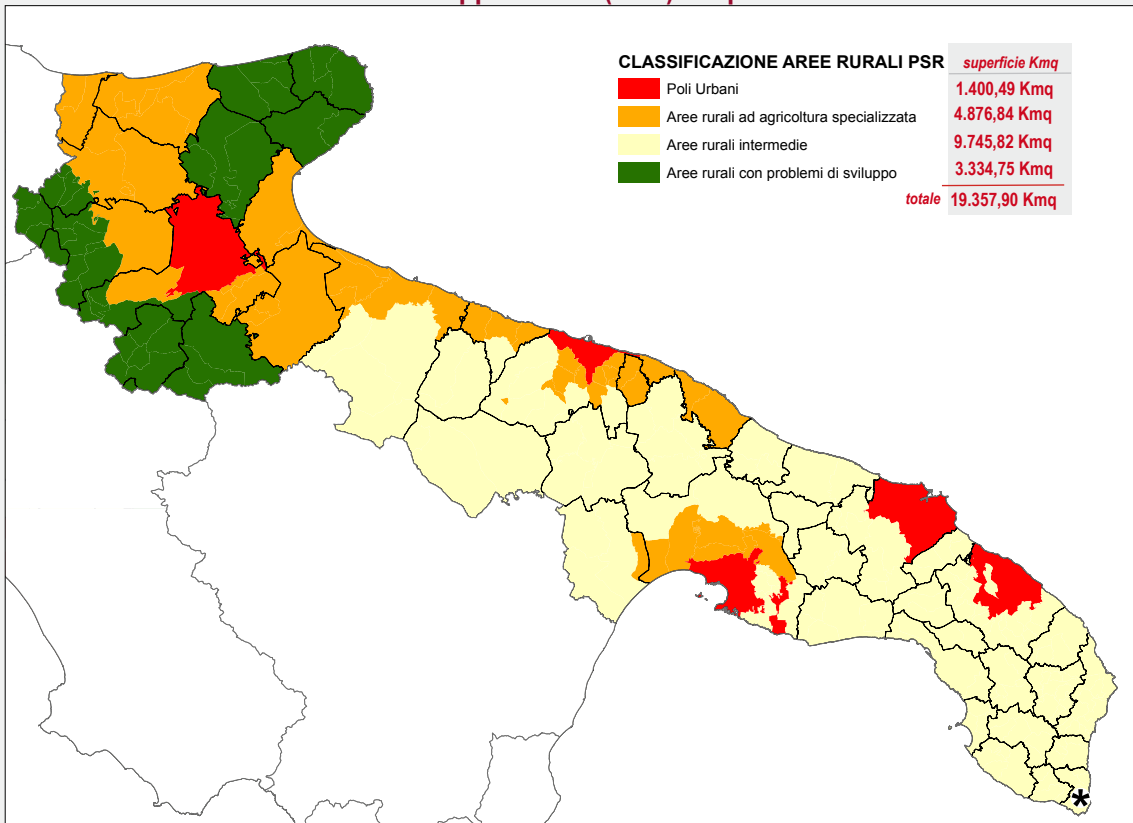 CLASSIFICAZIONE AREE RURALI PSR superficie Kmq
Poli Urbani 1.400,49 Kmq
Aree rurali ad agricoltura specializzata 4.876,84 Kmq
Aree rurali intermedie 9.745,82 Kmq
Aree rurali con problemi di sviluppo 3.334,75 Kmq
totale 19.357,90 Kmq
*